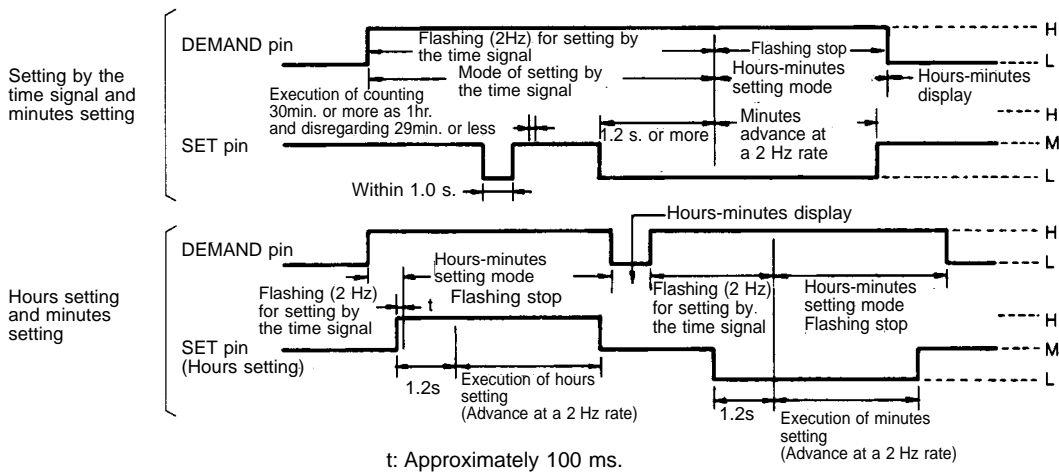 DEMAND pin
Flashing (2Hz) for setting by
the time signal
Flashing stop
H
L
Setting by the
time signal and
minutes setting
Mode of setting by
the time signal
Hours-minutes
setting mode
Hours-minutes
display
Execution of counting
30min. or more as 1hr.
and disregarding 29min. or less
1.2 s. or more
Minutes
advance at
a 2 Hz rate
H
SET pin
M
L
Within 1.0 s.
Hours-minutes display
DEMAND pin
H
L
Hours-minutes
setting mode
Flashing stop
Hours setting
and minutes
setting
Flashing (2 Hz)
for setting by
the time signal
t
Flashing (2 Hz)
for setting by.
the time signal
Hours-minutes
setting mode
Flashing stop
H
SET pin
(Hours setting)
M
L
1.2s
Execution of hours
setting
(Advance at a 2 Hz rate)
1.2s
Execution of minutes
setting
(Advance at a 2 Hz rate)
t: Approximately 100 ms.